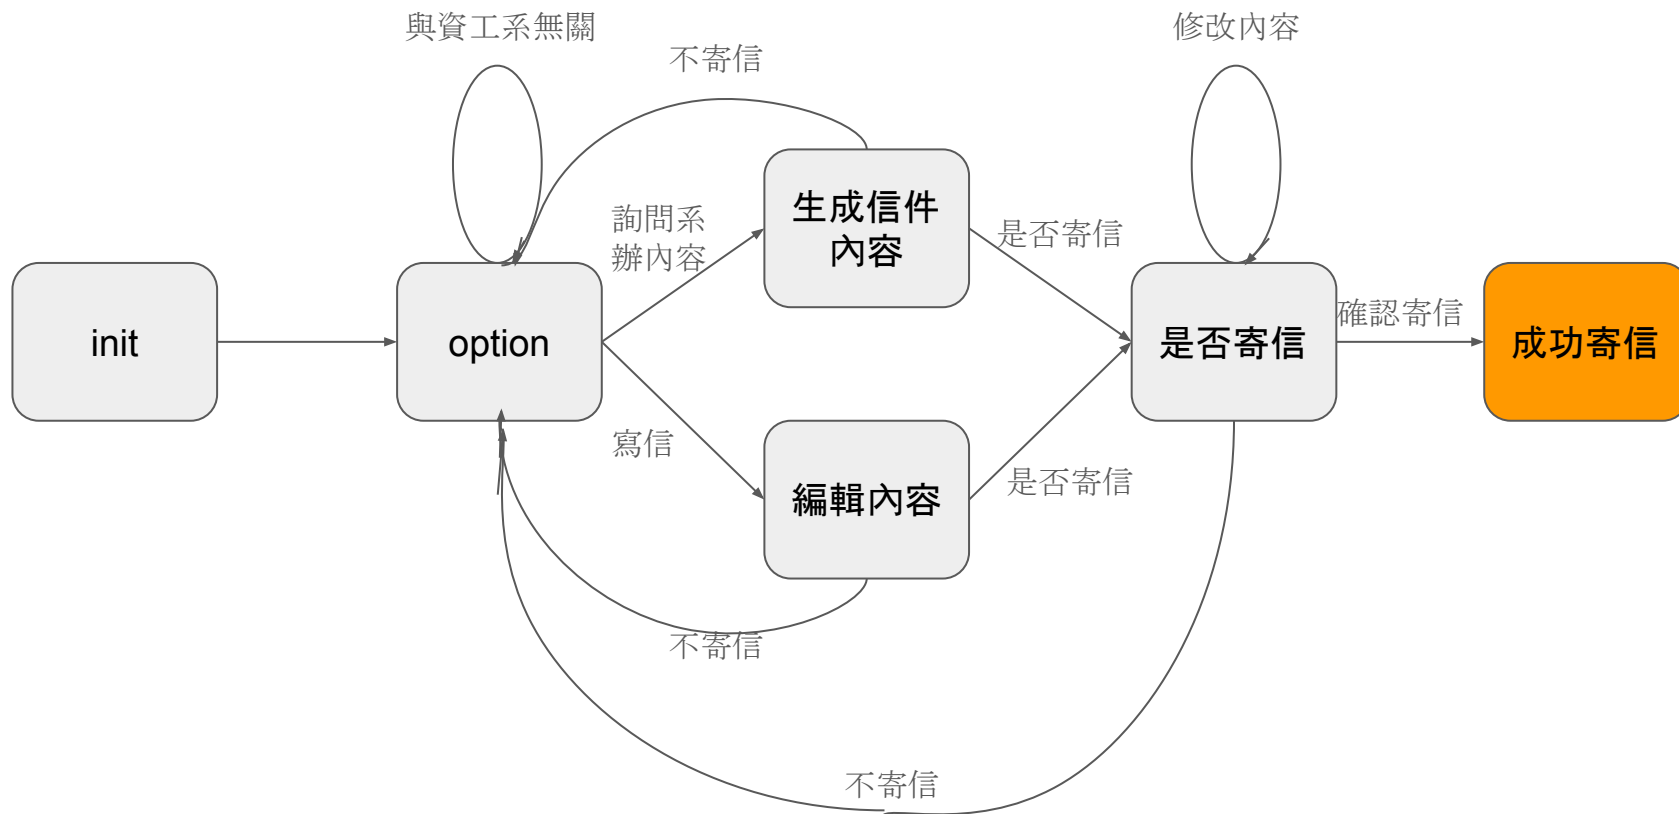 與資工系無關
不寄信
修改內容
詢問系
辦內容
生成信件
內容
是否寄信
init
option
是否寄信
確認寄信
成功寄信
寫信
編輯內容
是否寄信
不寄信
不寄信